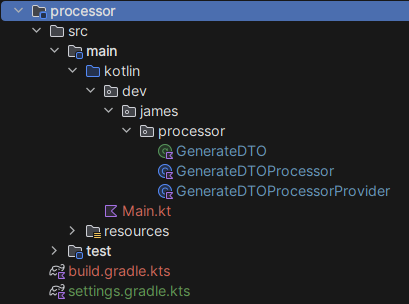 processor
src
main
kotlin
dev
james
processor
GenerateDTO
GenerateDTOProcessor
GenerateDTOProcessorProvider
Main.kt
resources
test
build.gradle.kts
settings.gradle.kts